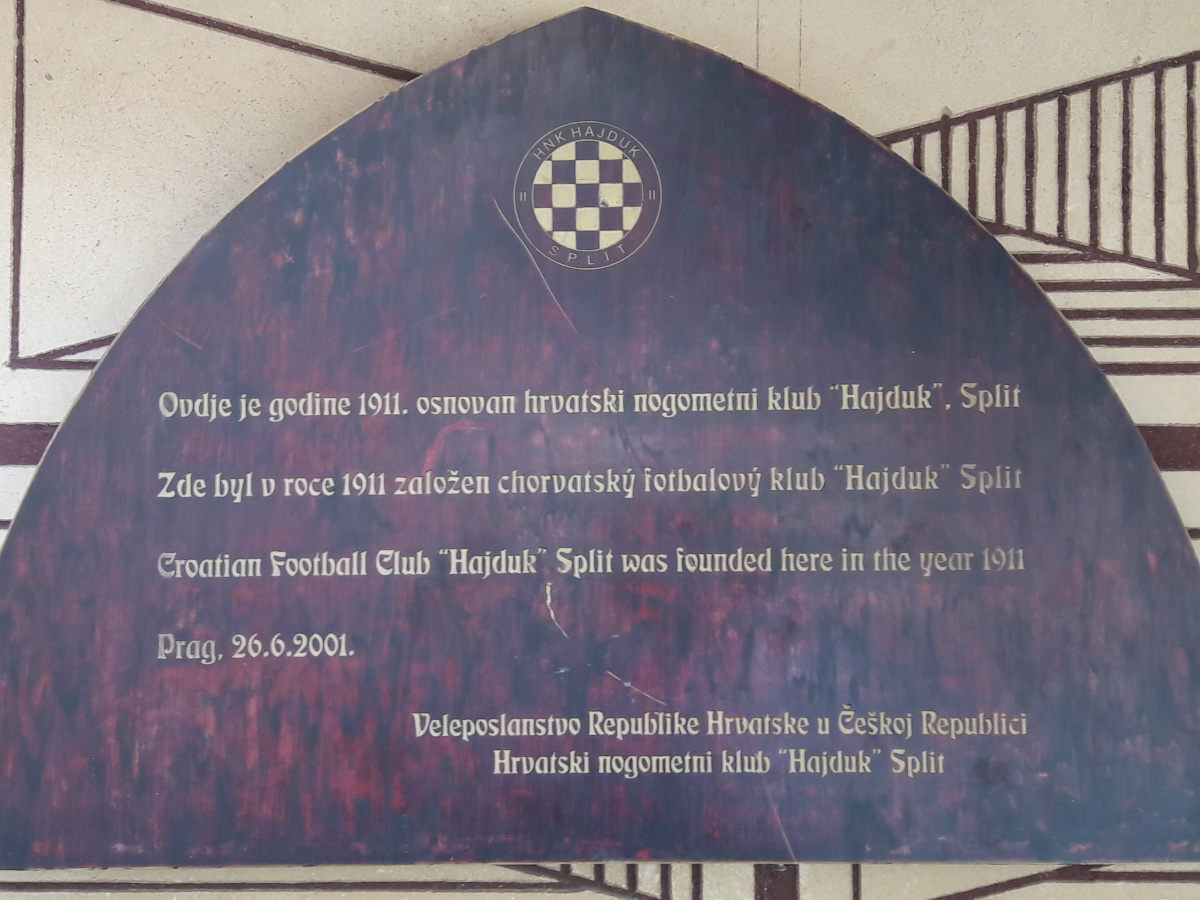 HNK HAJDUK
II II
SPLIT
Ovdje je godine 1911. osnovan hrvatski nogometni klub “Hajduk”, Split
Zde byl v roce 1911 založen chorvatský fotbalový klub “Hajduk” Split
Croatian Football Club “Hajduk” Split was founded here in the year 1911
Prag, 26.6.2001.
Veleposlanstvo Republike Hrvatske u Češkoj Republici
Hrvatski nogometni klub “Hajduk” Split